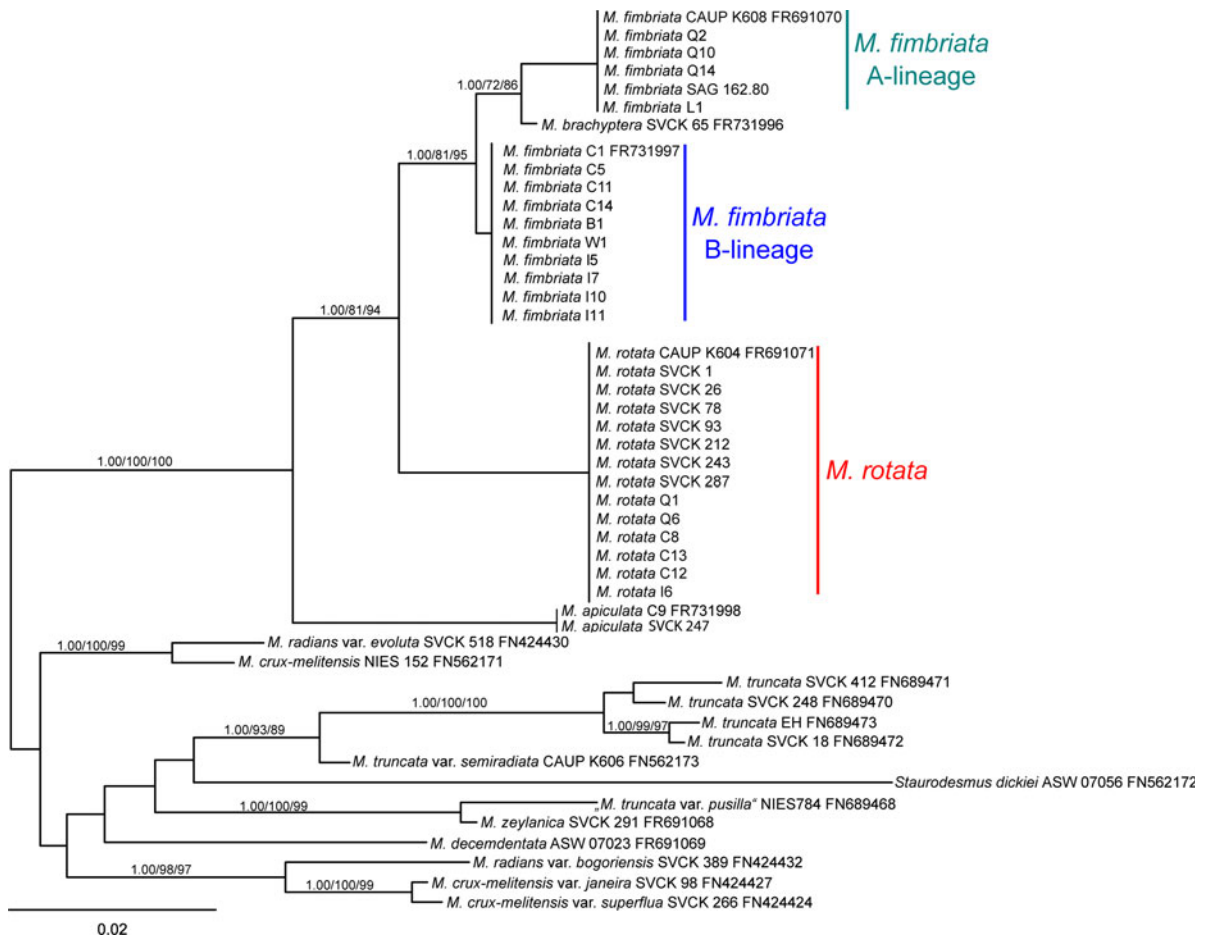 M. fimbriata CAUP K608 FR691070
M. fimbriata Q2
M. fimbriata Q10
M. fimbriata Q14
M. fimbriata SAG 162.80
M. fimbriata L1
M. fimbriata
A-lineage
1.00/72/86
M. brachyptera SVCK 65 FR731996
1.00/81/95
M. fimbriata C1 FR731997
M. fimbriata C5
M. fimbriata C11
M. fimbriata C14
M. fimbriata B1
M. fimbriata W1
M. fimbriata I5
M. fimbriata I7
M. fimbriata I10
M. fimbriata I11
M. fimbriata
B-lineage
1.00/81/94
M. rotata CAUP K604 FR691071
M. rotata SVCK 1
M. rotata SVCK 26
M. rotata SVCK 78
M. rotata SVCK 93
M. rotata SVCK 212
M. rotata SVCK 243
M. rotata SVCK 287
M. rotata Q1
M. rotata Q6
M. rotata C8
M. rotata C13
M. rotata C12
M. rotata I6
M. rotata
1.00/100/100
M. apiculata C9 FR731998
M. apiculata SVCK 247
1.00/100/99
M. radians var. evoluta SVCK 518 FN424430
M. crux-melitensis NIES 152 FN562171
M. truncata SVCK 412 FN689471
1.00/100/100
M. truncata SVCK 248 FN689470
M. truncata EH FN689473
1.00/99/97
1.00/93/89
M. truncata SVCK 18 FN689472
M. truncata var. semiradiata CAUP K606 FN562173
Staurodesmus dickiei ASW 07056 FN562172
„M. truncata var. pusilla“ NIES784 FN689468
1.00/100/99
M. zeylanica SVCK 291 FR691068
M. decemdentata ASW 07023 FR691069
M. radians var. bogoriensis SVCK 389 FN424432
1.00/98/97
M. crux-melitensis var. janeira SVCK 98 FN424427
1.00/100/99
M. crux-melitensis var. superflua SVCK 266 FN424424
0.02